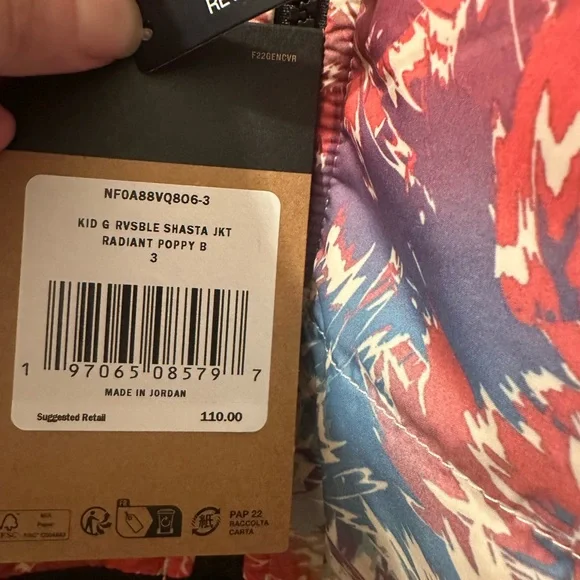 F22GENCVR
NF0A88VQ8O6-3
KID G RVSBLE SHASTA JKT
RADIANT POPPY B
3
1 97065 08579 7
MADE IN JORDAN
Suggested Retail 110.00
PAP 22
RACCOLTA
CARTA